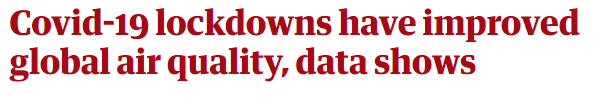 Covid-19 lockdowns have improved
global air quality, data shows